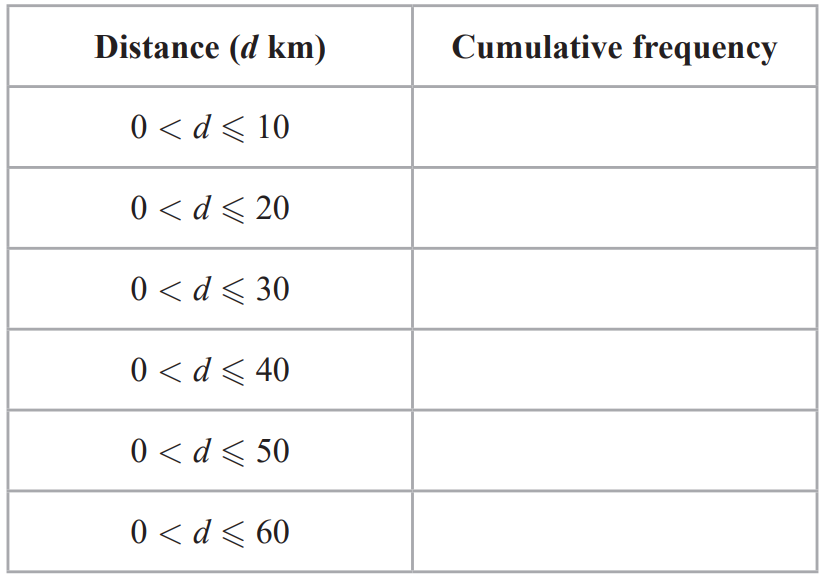 Distance (d km) Cumulative frequency
0 < d ⩽ 10
0 < d ⩽ 20
0 < d ⩽ 30
0 < d ⩽ 40
0 < d ⩽ 50
0 < d ⩽ 60